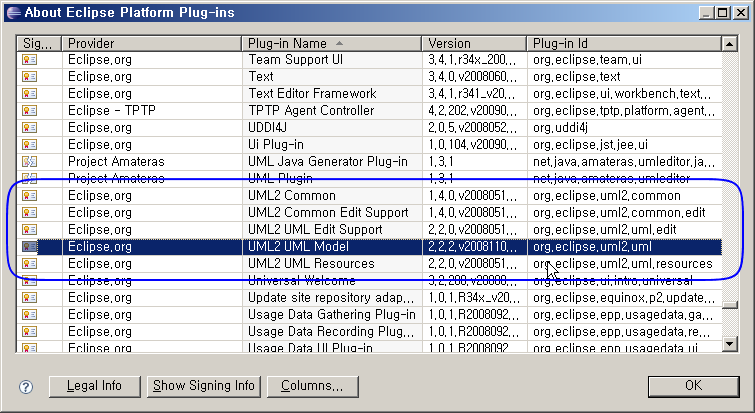 About Eclipse Platform Plug-ins
Sig... Provider Plug-in Name Version Plug-in Id
Eclipse.org Team Support UI 3.4.1.r34x_200... org.eclipse.team.ui
Eclipse.org Text 3.4.0.v2008060... org.eclipse.text
Eclipse.org Text Editor Framework 3.4.1.r341_v20... org.eclipse.ui.workbench.text...
Eclipse - TPTP TPTP Agent Controller 4.2.202.v20090... org.eclipse.tptp.platform.agent...
Eclipse.org UDDI4J 2.0.5.v2008052... org.uddi4j
Eclipse.org Ui Plug-in 1.0.104.v20090... org.eclipse.jst.jee.ui
Project Amateras UML Java Generator Plug-in 1.3.1 net.java.amateras.umleditor.ja...
Project Amateras UML Plugin 1.3.1 net.java.amateras.umleditor
Eclipse.org UML2 Common 1.4.0.v2008051... org.eclipse.uml2.common
Eclipse.org UML2 Common Edit Support 1.4.0.v2008051... org.eclipse.uml2.common.edit
Eclipse.org UML2 UML Edit Support 2.2.0.v2008051... org.eclipse.uml2.uml.edit
Eclipse.org UML2 UML Model 2.2.2.v2008110... org.eclipse.uml2.uml
Eclipse.org UML2 UML Resources 2.2.0.v2008051... org.eclipse.uml2.uml.resources
Eclipse.org Universal Welcome 3.2.200.v20080... org.eclipse.ui.intro.universal
Eclipse.org Update site repository adap... 1.0.1.R34x_v20... org.eclipse.equinox.p2.update...
Eclipse.org Usage Data Gathering Plug-in 1.0.1.R2008092... org.eclipse.epp.usagedata.ga...
Eclipse.org Usage Data Recording Plug... 1.0.1.R2008092... org.eclipse.epp.usagedata.re...
Eclipse.org Usage Data UI Plug-in 1.0.1.R2008092... org.eclipse.epp.usagedata.ui
? Legal Info Show Signing Info Columns... OK